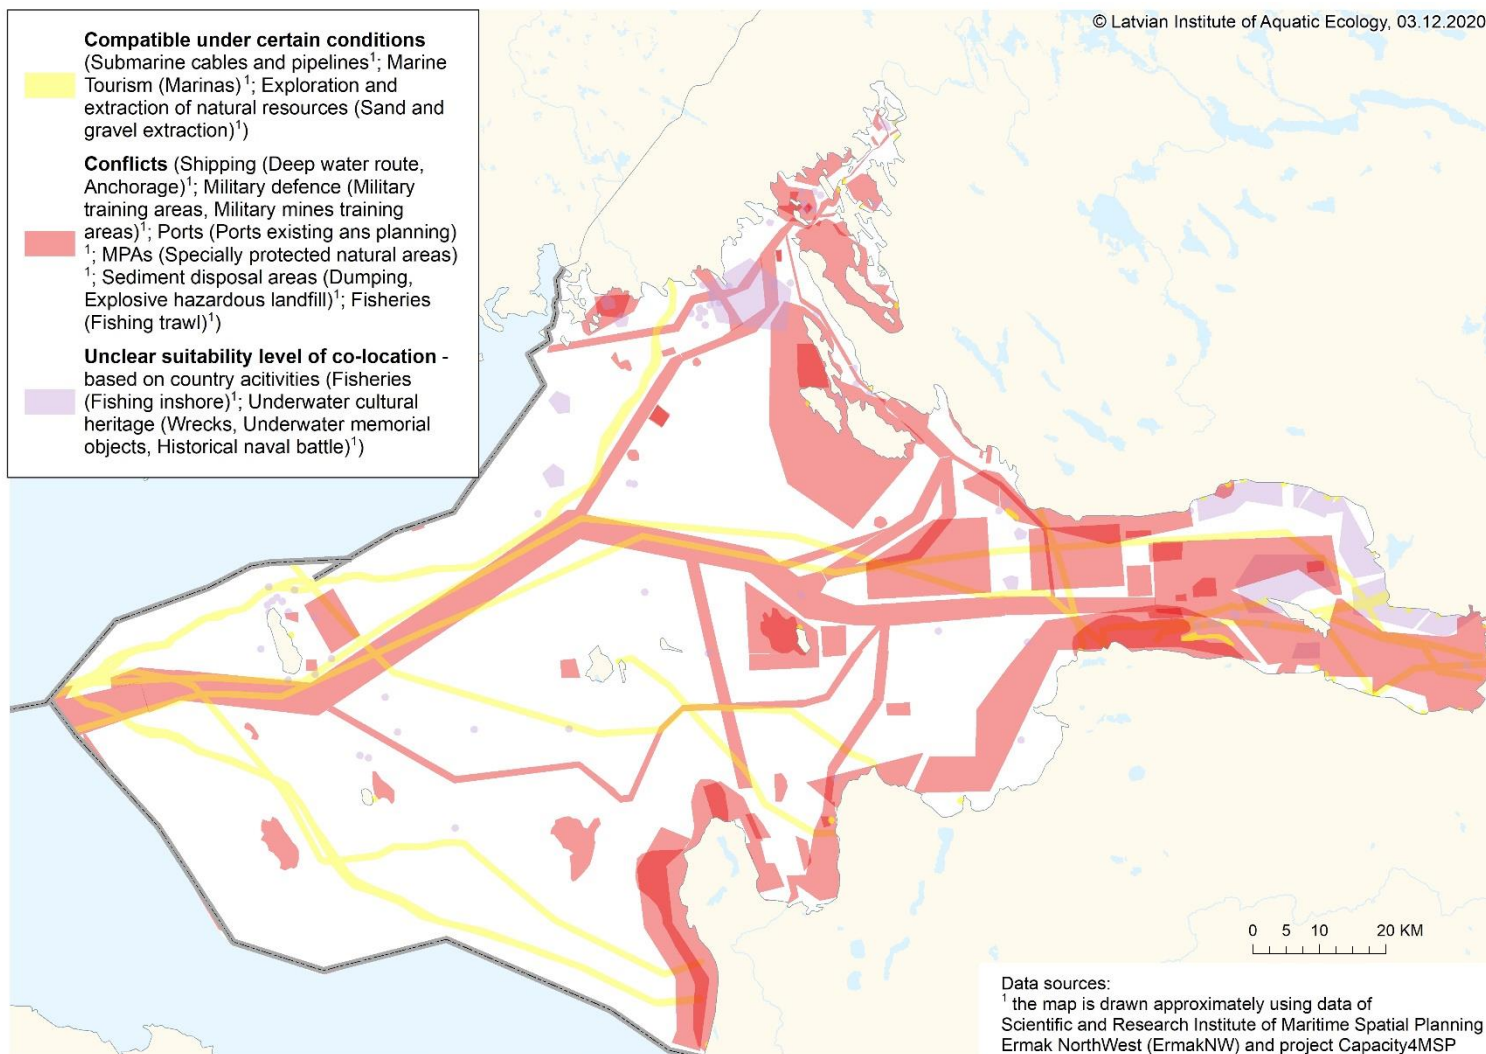 © Latvian Institute of Aquatic Ecology, 03.12.2020
Compatible under certain conditions
(Submarine cables and pipelines¹; Marine
Tourism (Marinas)¹; Exploration and
extraction of natural resources (Sand and
gravel extraction)¹)
Conflicts (Shipping (Deep water route,
Anchorage)¹; Military defence (Military
training areas, Military mines training
areas)¹; Ports (Ports existing ans planning)
¹; MPAs (Specially protected natural areas)
¹; Sediment disposal areas (Dumping,
Explosive hazardous landfill)¹; Fisheries
(Fishing trawl)¹)
Unclear suitability level of co-location -
based on country acitivities (Fisheries
(Fishing inshore)¹; Underwater cultural
heritage (Wrecks, Underwater memorial
objects, Historical naval battle)¹)
0 5 10 20 KM
Data sources:
¹ the map is drawn approximately using data of
Scientific and Research Institute of Maritime Spatial Planning
Ermak NorthWest (ErmakNW) and project Capacity4MSP